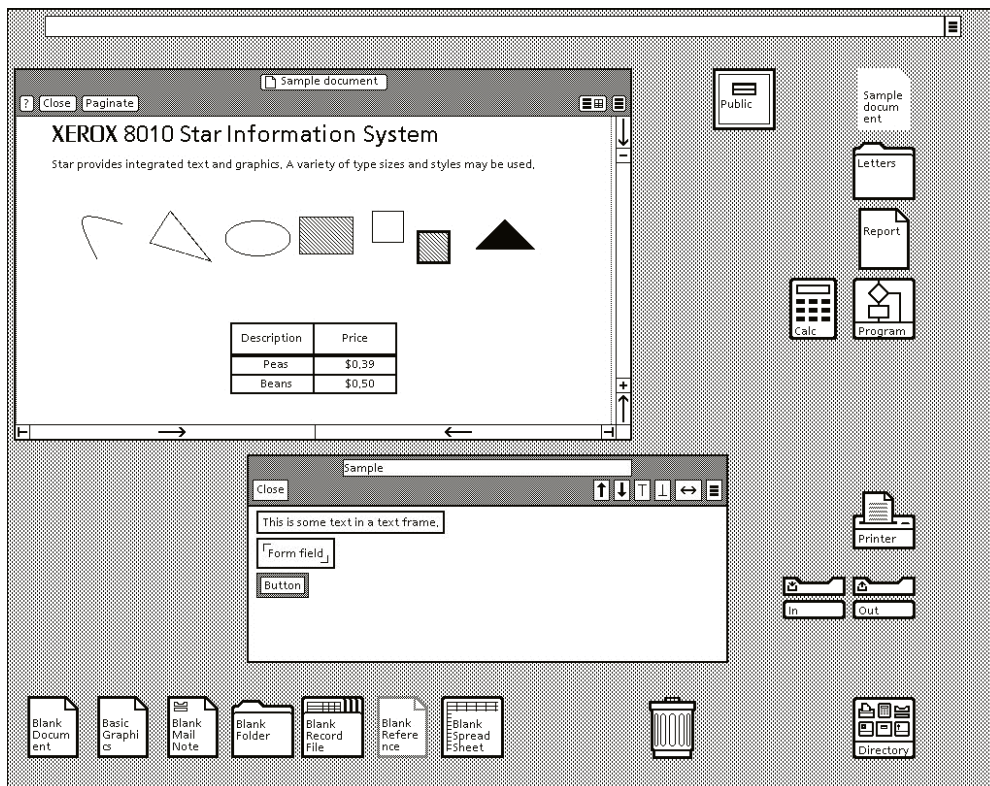 Sample document
? Close Paginate
XEROX 8010 Star Information System
Star provides integrated text and graphics. A variety of type sizes and styles may be used.
Description Price
Peas $0.39
Beans $0.50
Public
Sample
docum
ent
Letters
Report
Calc
Program
Sample
Close
This is some text in a text frame.
Form field
Button
Printer
In
Out
Blank
Docum
ent
Basic
Graphi
cs
Blank
Mail
Note
Blank
Folder
Blank
Record
File
Blank
Refere
nce
Blank
Spread
Sheet
Directory